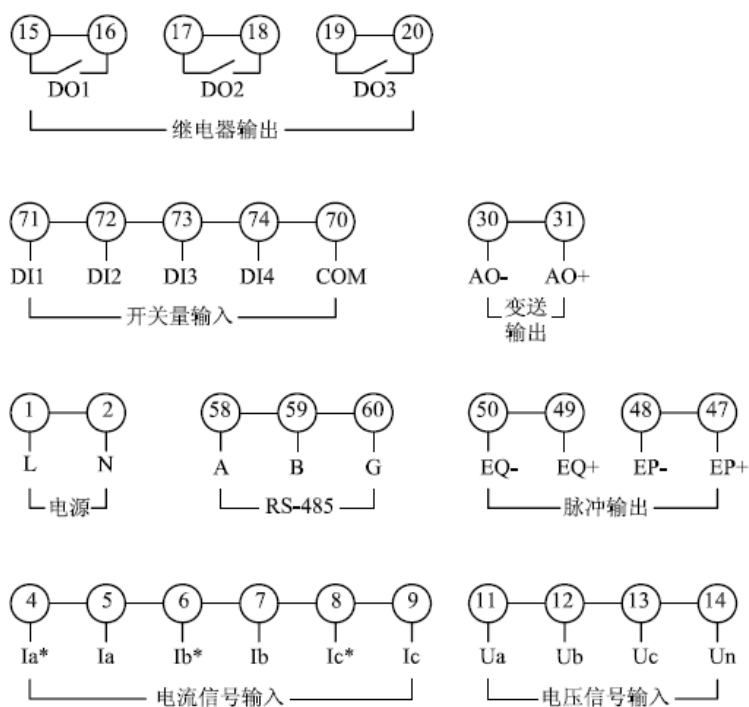 15 16 17 18 19 20
DO1 DO2 DO3
继电器输出
71 72 73 74 70 30 31
DI1 DI2 DI3 DI4 COM AO- AO+
开关量输入 变送
输出
1 2 58 59 60 50 49 48 47
L N A B G EQ- EQ+ EP- EP+
电源 RS-485 脉冲输出
4 5 6 7 8 9 11 12 13 14
Ia* Ia Ib* Ib Ic* Ic Ua Ub Uc Un
电流信号输入 电压信号输入